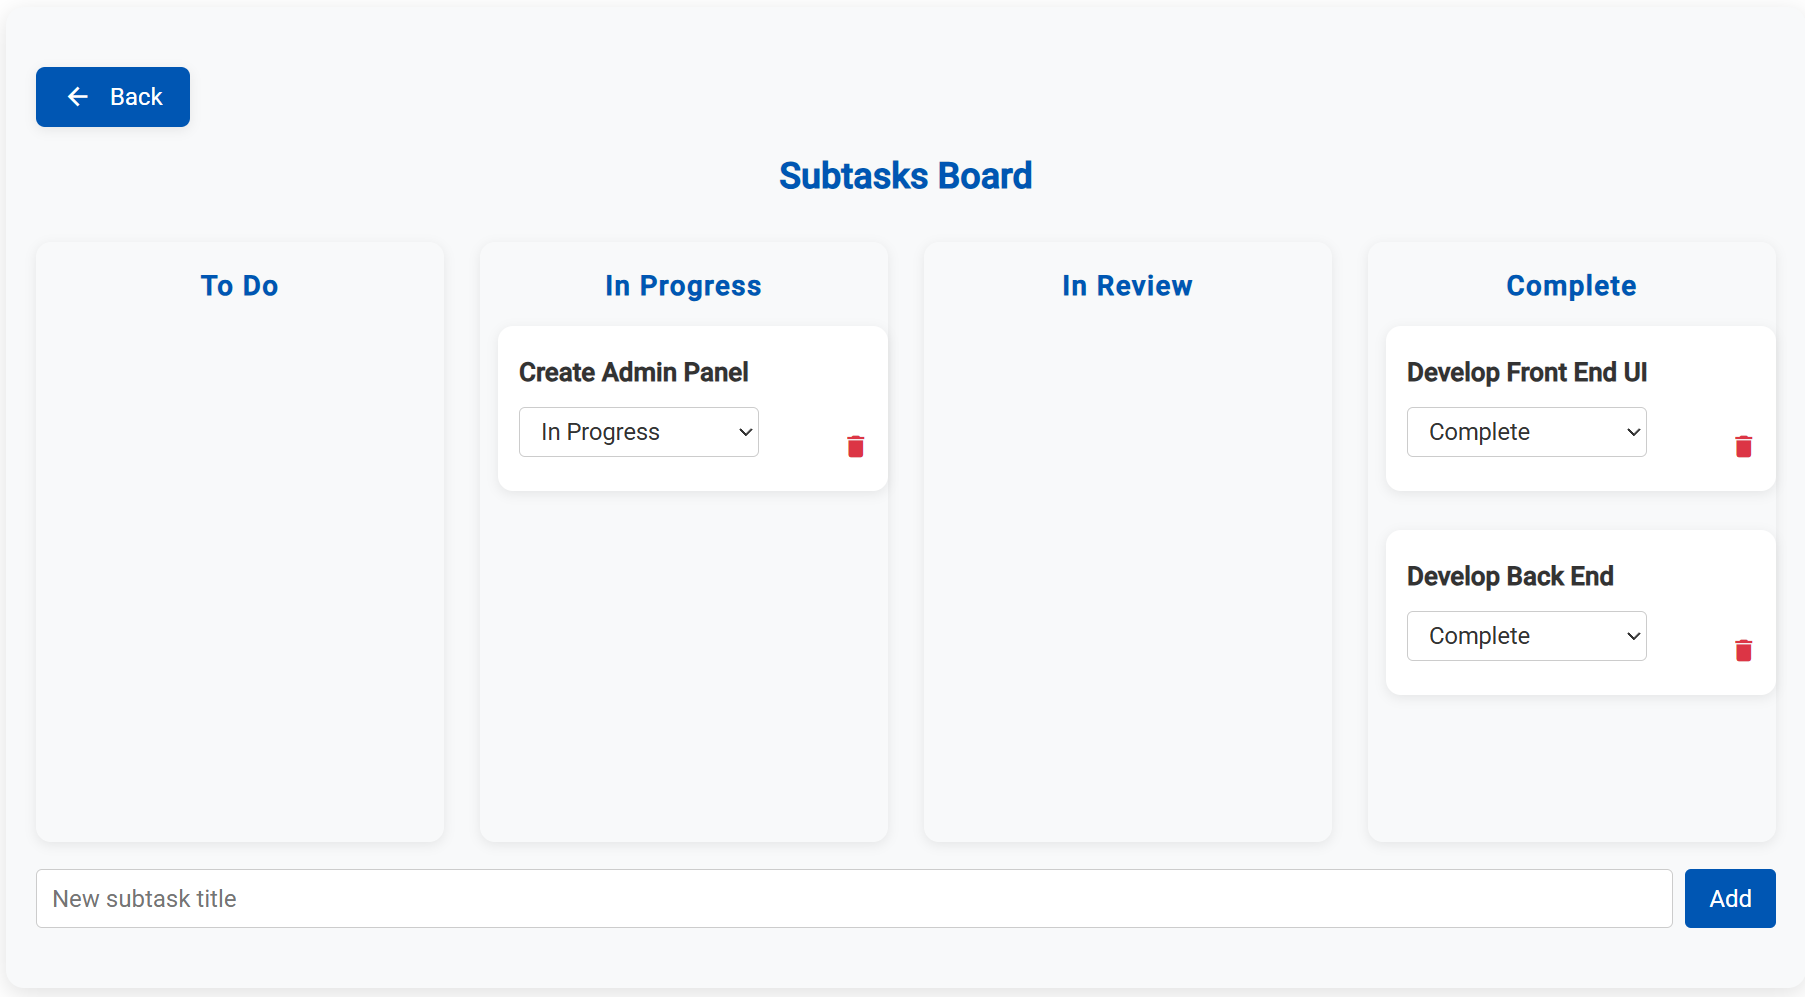 Back
Subtasks Board
To Do
In Progress
Create Admin Panel
In Progress
In Review
Complete
Develop Front End UI
Complete
Develop Back End
Complete
New subtask title
Add